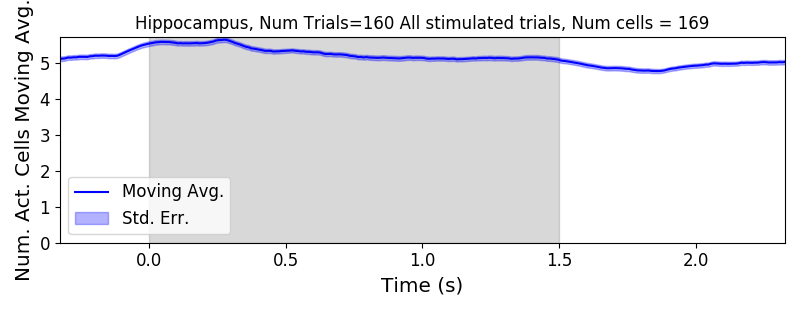 Hippocampus, Num Trials=160 All stimulated trials, Num cells = 169
Num. Act. Cells Moving Avg.
5
4
3
2
1
0
Moving Avg.
Std. Err.
0.0 0.5 1.0 1.5 2.0
Time (s)